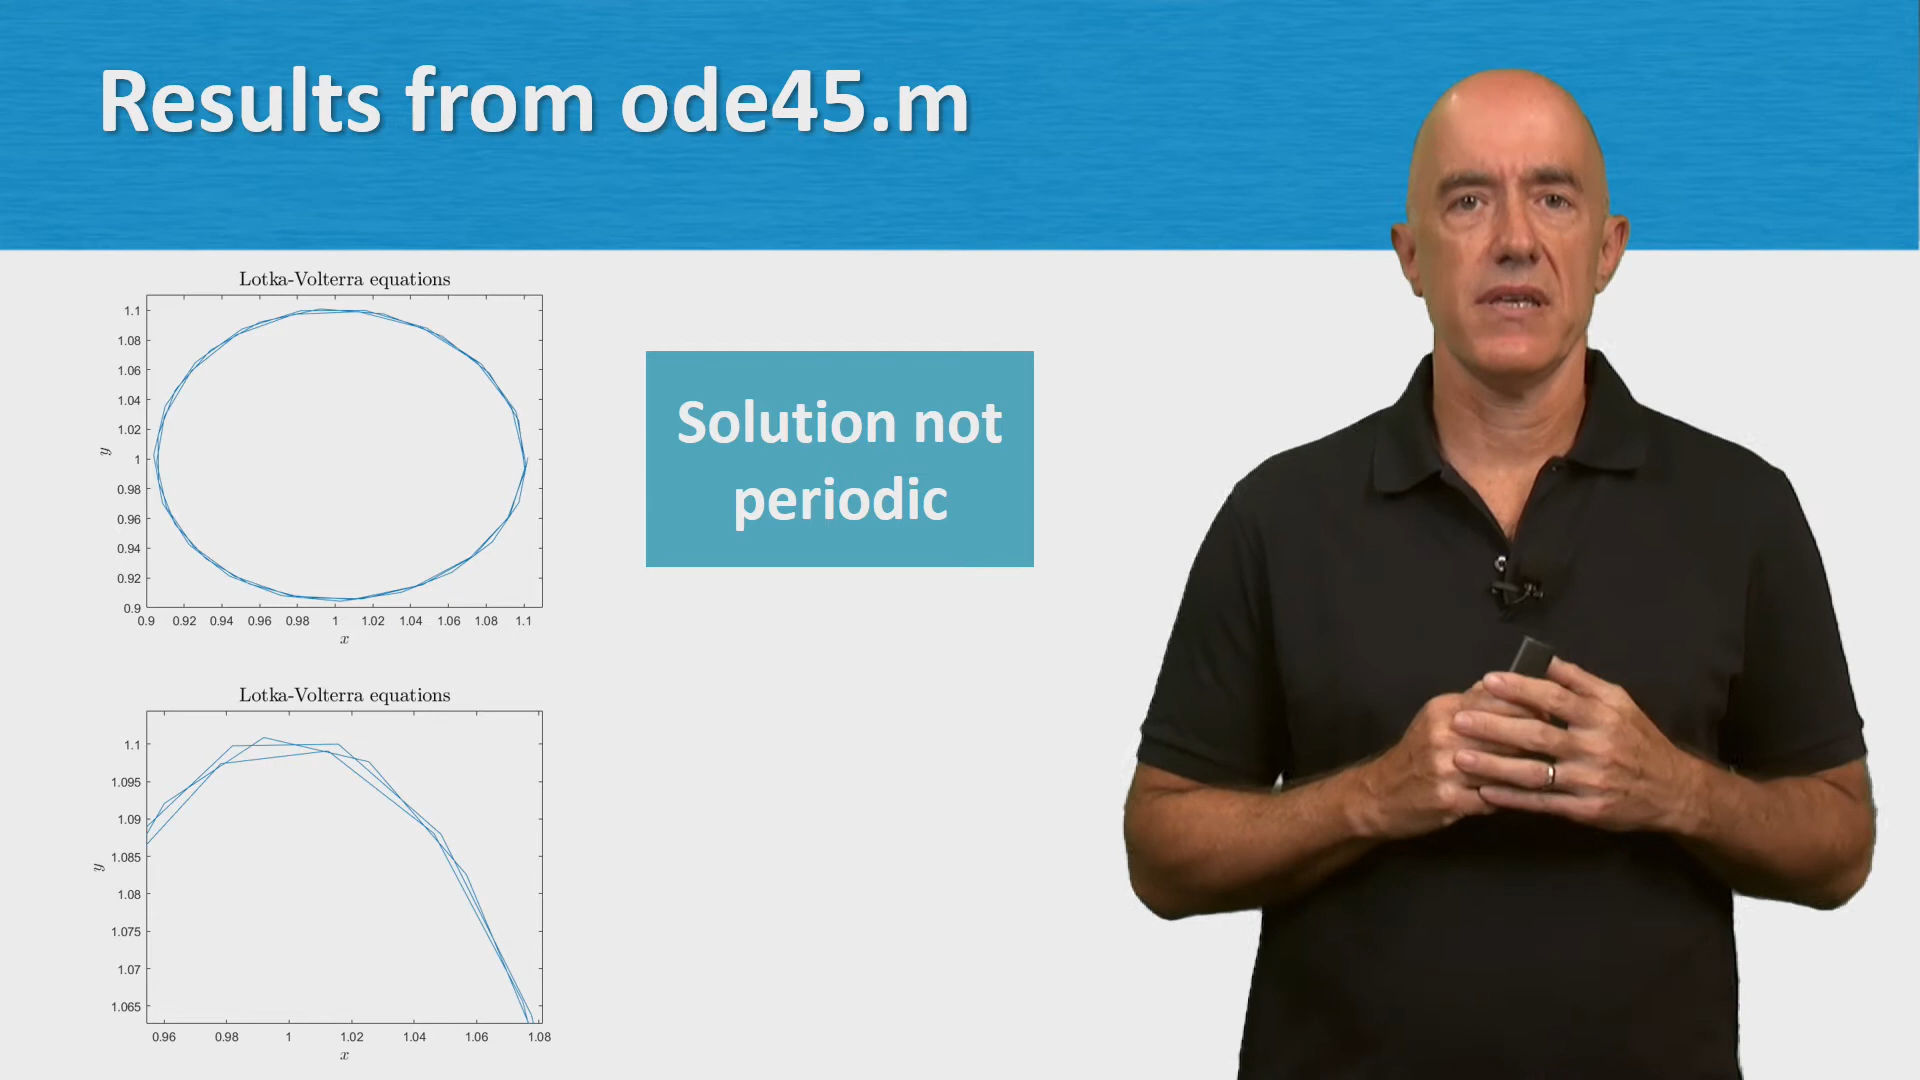 Results from ode45.m
Lotka-Volterra equations
1.1
1.08
1.06
1.04
1.02
1
0.98
0.96
0.94
0.92
0.9
y
0.9 0.92 0.94 0.96 0.98 1 1.02 1.04 1.06 1.08 1.1
x
Solution not
periodic
Lotka-Volterra equations
1.1
1.095
1.09
1.085
1.08
1.075
1.07
1.065
y
0.96 0.98 1 1.02 1.04 1.06 1.08
x